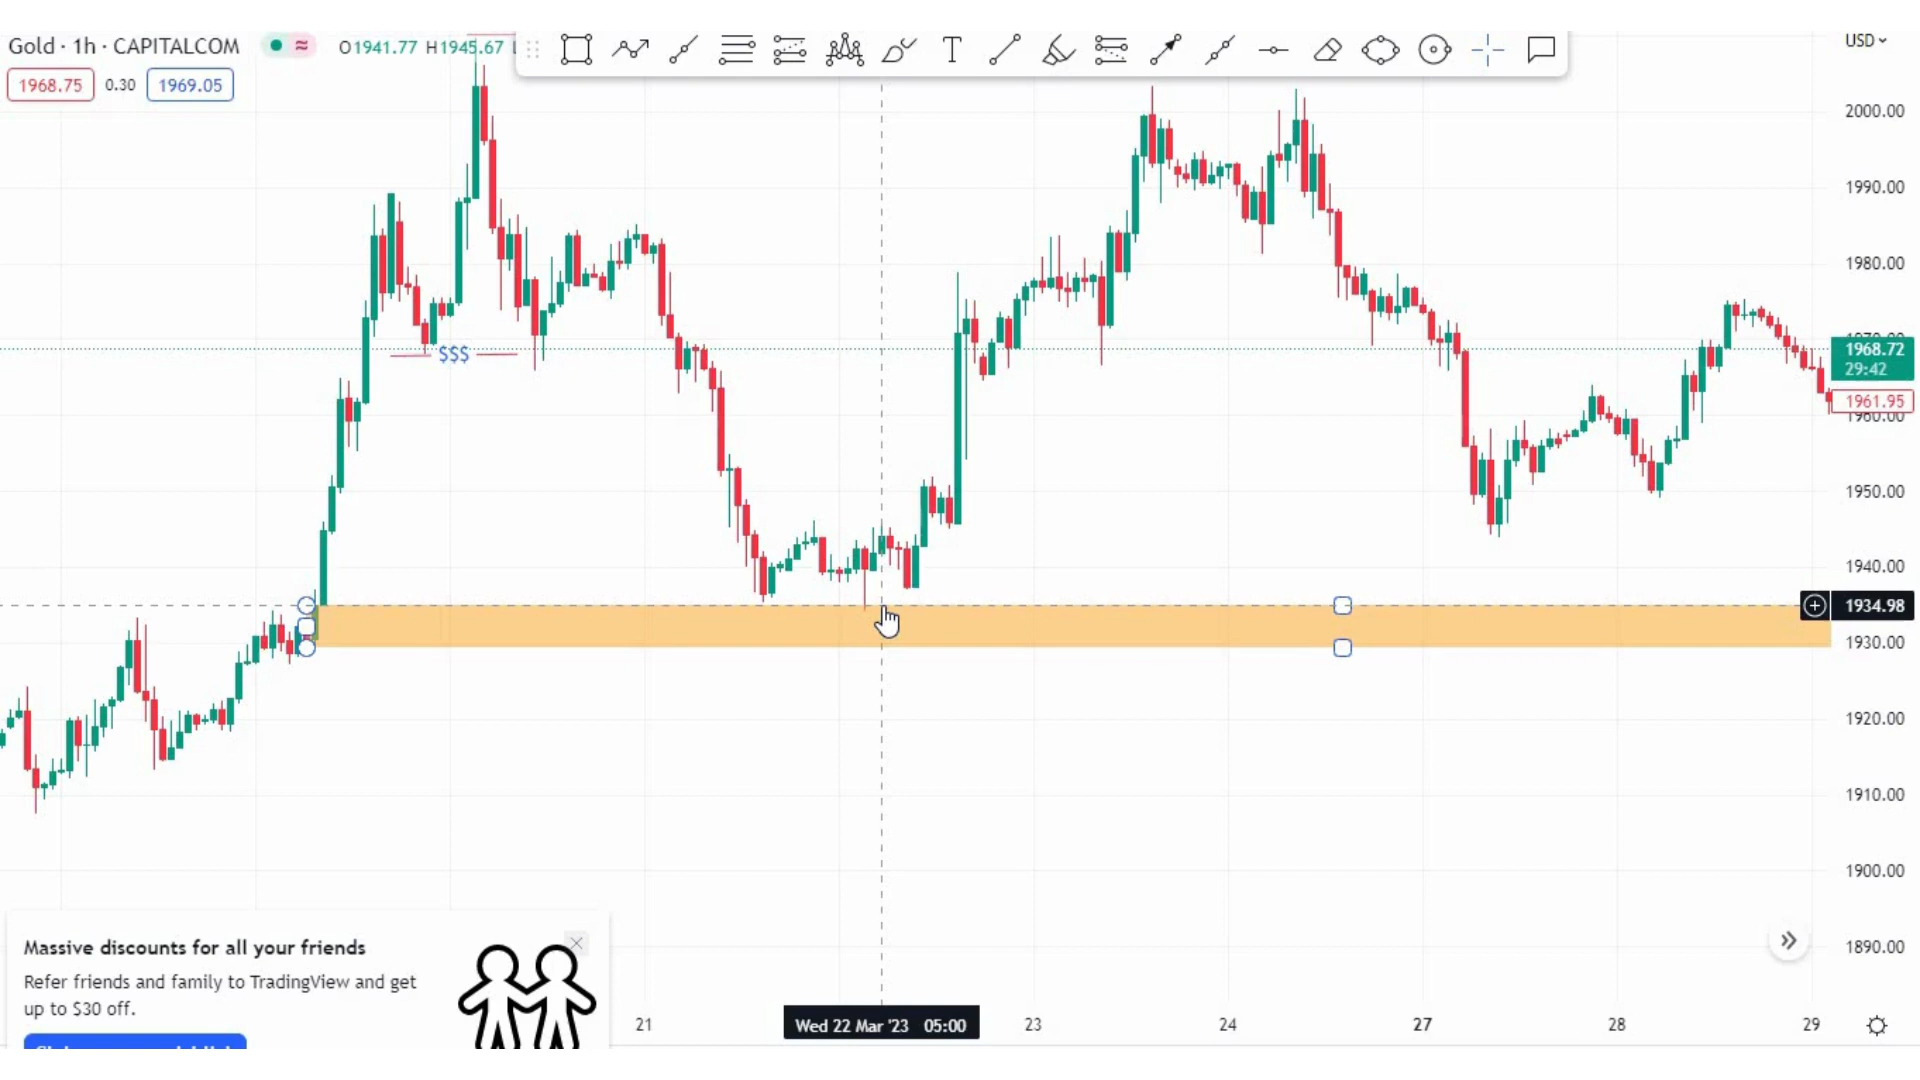 Gold · 1h · CAPITALCOM
O1941.77 H1945.67
USD
1968.75 0.30 1969.05
2000.00
1990.00
1980.00
$$$
1968.72
29:42
1961.95
1960.00
1950.00
1940.00
1934.98
1930.00
1920.00
1910.00
1900.00
1890.00
Massive discounts for all your friends
Refer friends and family to TradingView and get
up to $30 off.
21
Wed 22 Mar '23 05:00
23
24
27
28
29